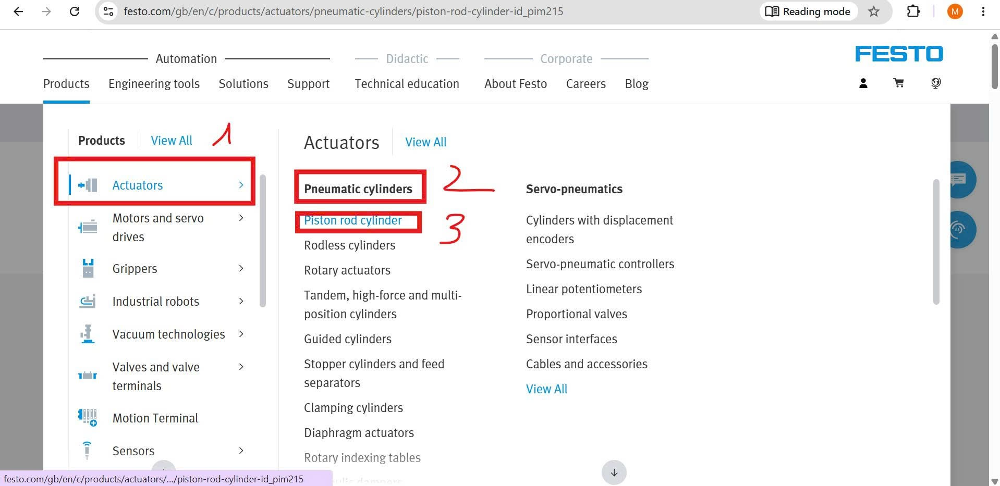 festo.com/gb/en/c/products/actuators/pneumatic-cylinders/piston-rod-cylinder-id_pim215
Reading mode
M
Automation
Didactic
Corporate
FESTO
Products
Engineering tools
Solutions
Support
Technical education
About Festo
Careers
Blog
Products
View All
1
Actuators
Motors and servo
drives
Grippers
Industrial robots
Vacuum technologies
Valves and valve
terminals
Motion Terminal
Sensors
Actuators
View All
Pneumatic cylinders
2
Piston rod cylinder
3
Rodless cylinders
Rotary actuators
Tandem, high-force and multi-
position cylinders
Guided cylinders
Stopper cylinders and feed
separators
Clamping cylinders
Diaphragm actuators
Rotary indexing tables
Servo-pneumatics
Cylinders with displacement
encoders
Servo-pneumatic controllers
Linear potentiometers
Proportional valves
Sensor interfaces
Cables and accessories
View All
festo.com/gb/en/c/products/actuators/.../piston-rod-cylinder-id_pim215